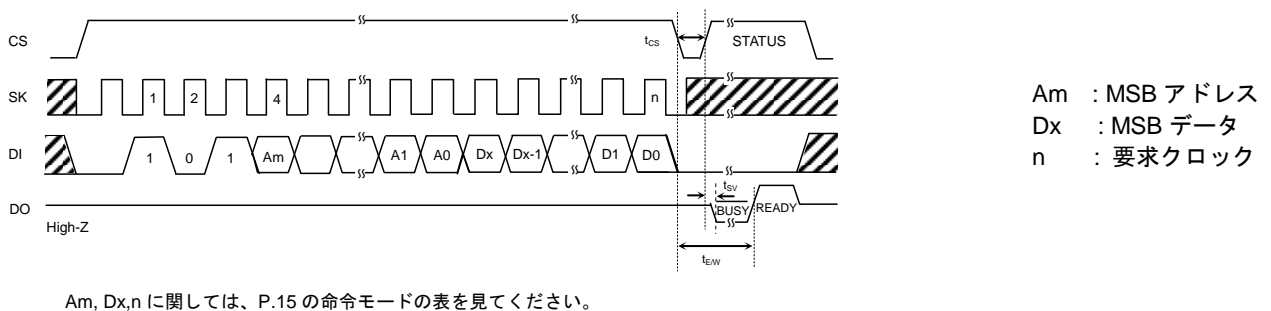 CS
tCS
STATUS
SK
1
2
4
n
DI
1
0
1
Am
A1
A0
Dx
Dx-1
D1
D0
tSV
DO
BUSY
READY
High-Z
tE/W
Am : MSB アドレス
Dx : MSB データ
n : 要求クロック
Am, Dx,n に関しては、P.15 の命令モードの表を見てください。